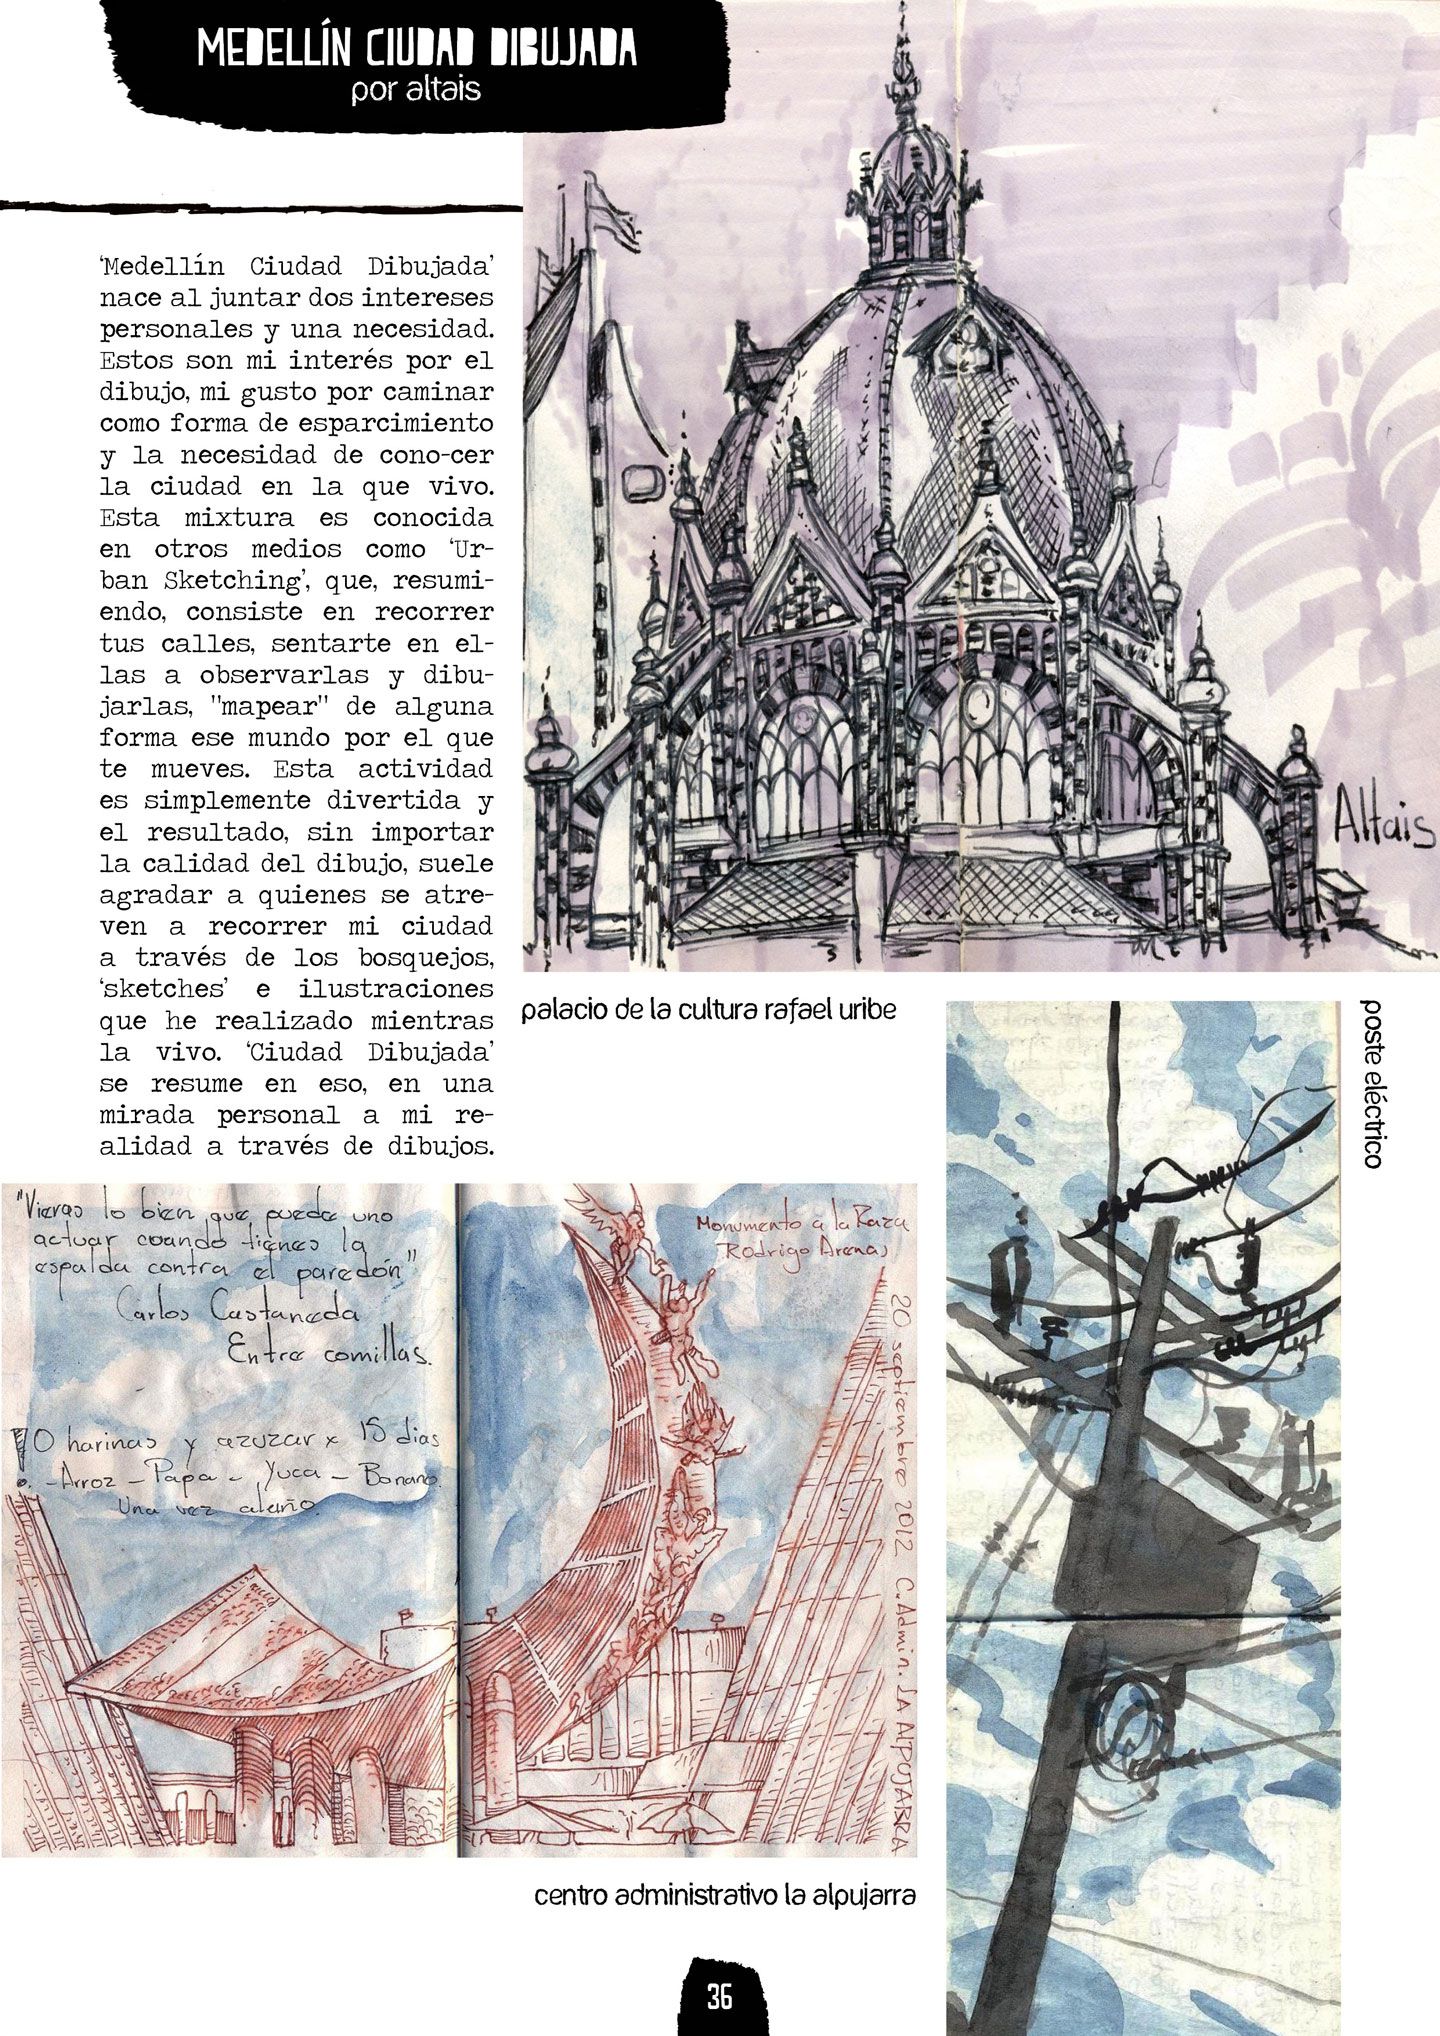 MEDELLÍN CIUDAD DIBUJADA
por altais
‘Medellín Ciudad Dibujada’
nace al juntar dos intereses
personales y una necesidad.
Estos son mi interés por el
dibujo, mi gusto por caminar
como forma de esparcimiento
y la necesidad de cono-cer
la ciudad en la que vivo.
Esta mixtura es conocida
en otros medios como ‘Ur-
ban Sketching’, que, resumi-
endo, consiste en recorrer
tus calles, sentarte en el-
las a observarlas y dibu-
jarlas, "mapear" de alguna
forma ese mundo por el que
te mueves. Esta actividad
es simplemente divertida y
el resultado, sin importar
la calidad del dibujo, suele
agradar a quienes se atre-
ven a recorrer mi ciudad
a través de los bosquejos,
‘sketches’ e ilustraciones
que he realizado mientras
la vivo. ‘Ciudad Dibujada’
se resume en eso, en una
mirada personal a mi re-
alidad a través de dibujos.
Altais
palacio de la cultura rafael uribe
poste eléctrico
"Vieras lo bien que puede uno
actuar cuando tienes la
espalda contra el paredón"
Carlos Castaneda
Entre comillas.
O harinas y azuzar x 15 dias
-Arroz - Papa - Yuca - Banano.
Una vez
Monumento a la Raza
Rodrigo Arenas
20 septiembre 2012 C. Admin. LA ALPUJARRA
centro administrativo la alpujarra
36